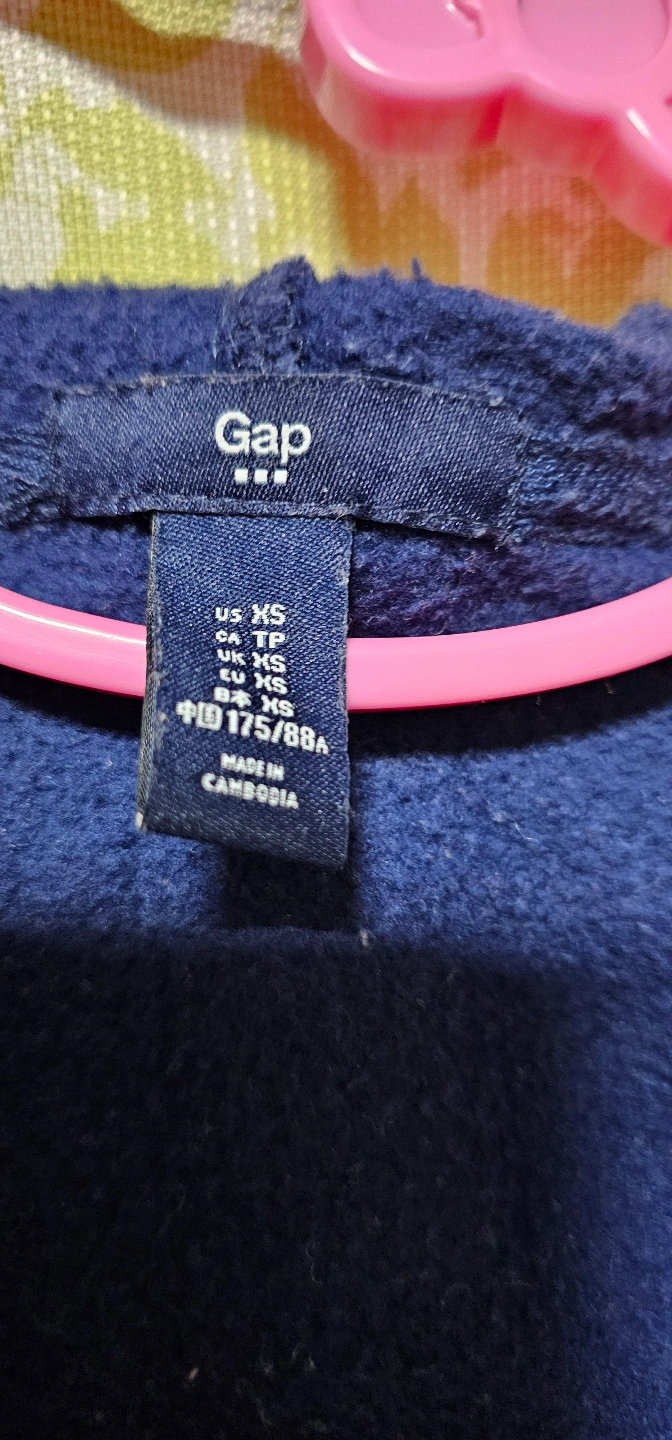 Gap
US XS
CA TP
UK XS
EU XS
日本 XS
中国 175/88A
MADE IN
CAMBODIA